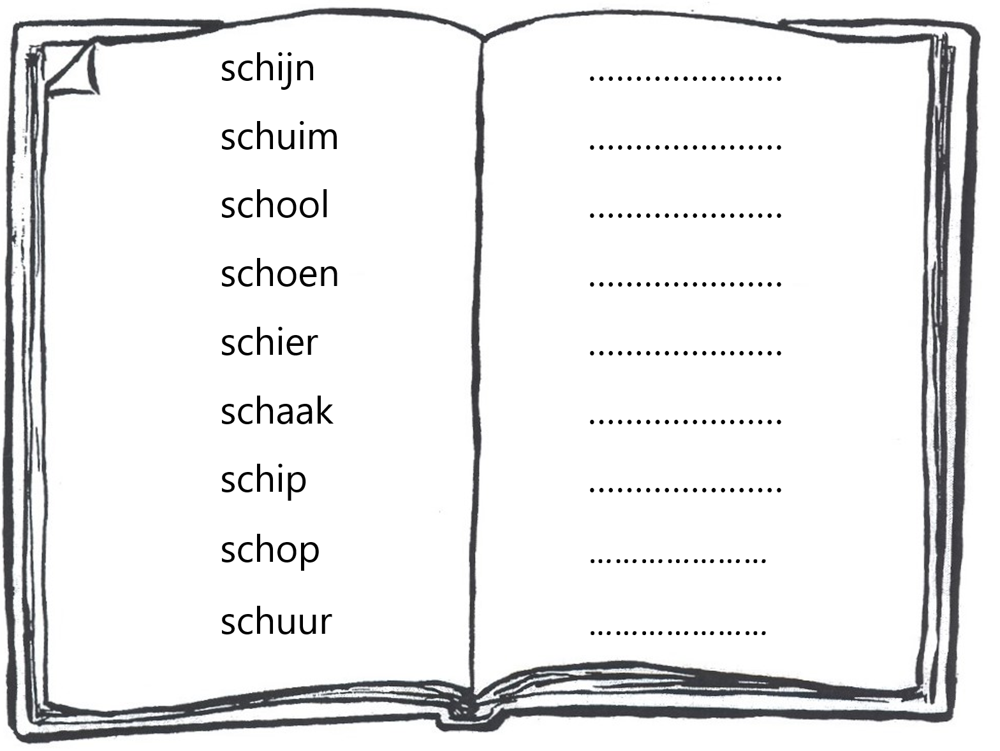 schijn .....................
schuim .....................
school .....................
schoen .....................
schier .....................
schaak .....................
schip .....................
schop …………………
schuur …………………